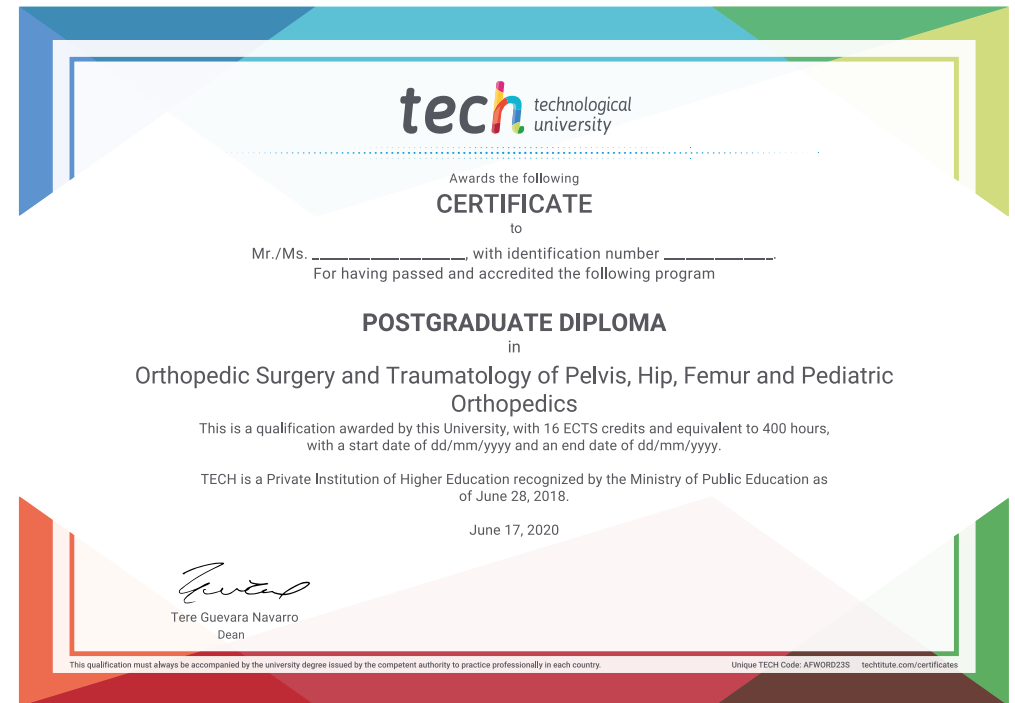 tech technological
university
Awards the following
CERTIFICATE
to
Mr./Ms. ____________________, with identification number ______________.
For having passed and accredited the following program
POSTGRADUATE DIPLOMA
in
Orthopedic Surgery and Traumatology of Pelvis, Hip, Femur and Pediatric
Orthopedics
This is a qualification awarded by this University, with 16 ECTS credits and equivalent to 400 hours,
with a start date of dd/mm/yyyy and an end date of dd/mm/yyyy.
TECH is a Private Institution of Higher Education recognized by the Ministry of Public Education as
of June 28, 2018.
June 17, 2020
Tere Guevara Navarro
Dean
This qualification must always be accompanied by the university degree issued by the competent authority to practice professionally in each country.
Unique TECH Code: AFWORD23S techtitute.com/certificates